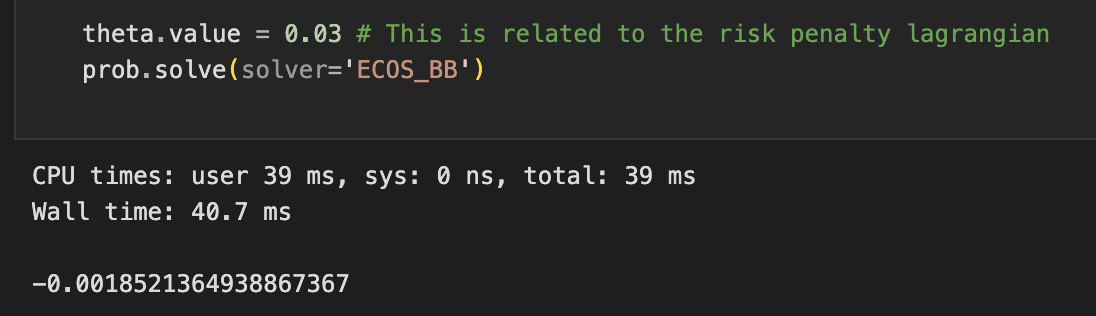 theta.value = 0.03 # This is related to the risk penalty lagrangian
prob.solve(solver='ECOS_BB')
CPU times: user 39 ms, sys: 0 ns, total: 39 ms
Wall time: 40.7 ms
-0.0018521364938867367